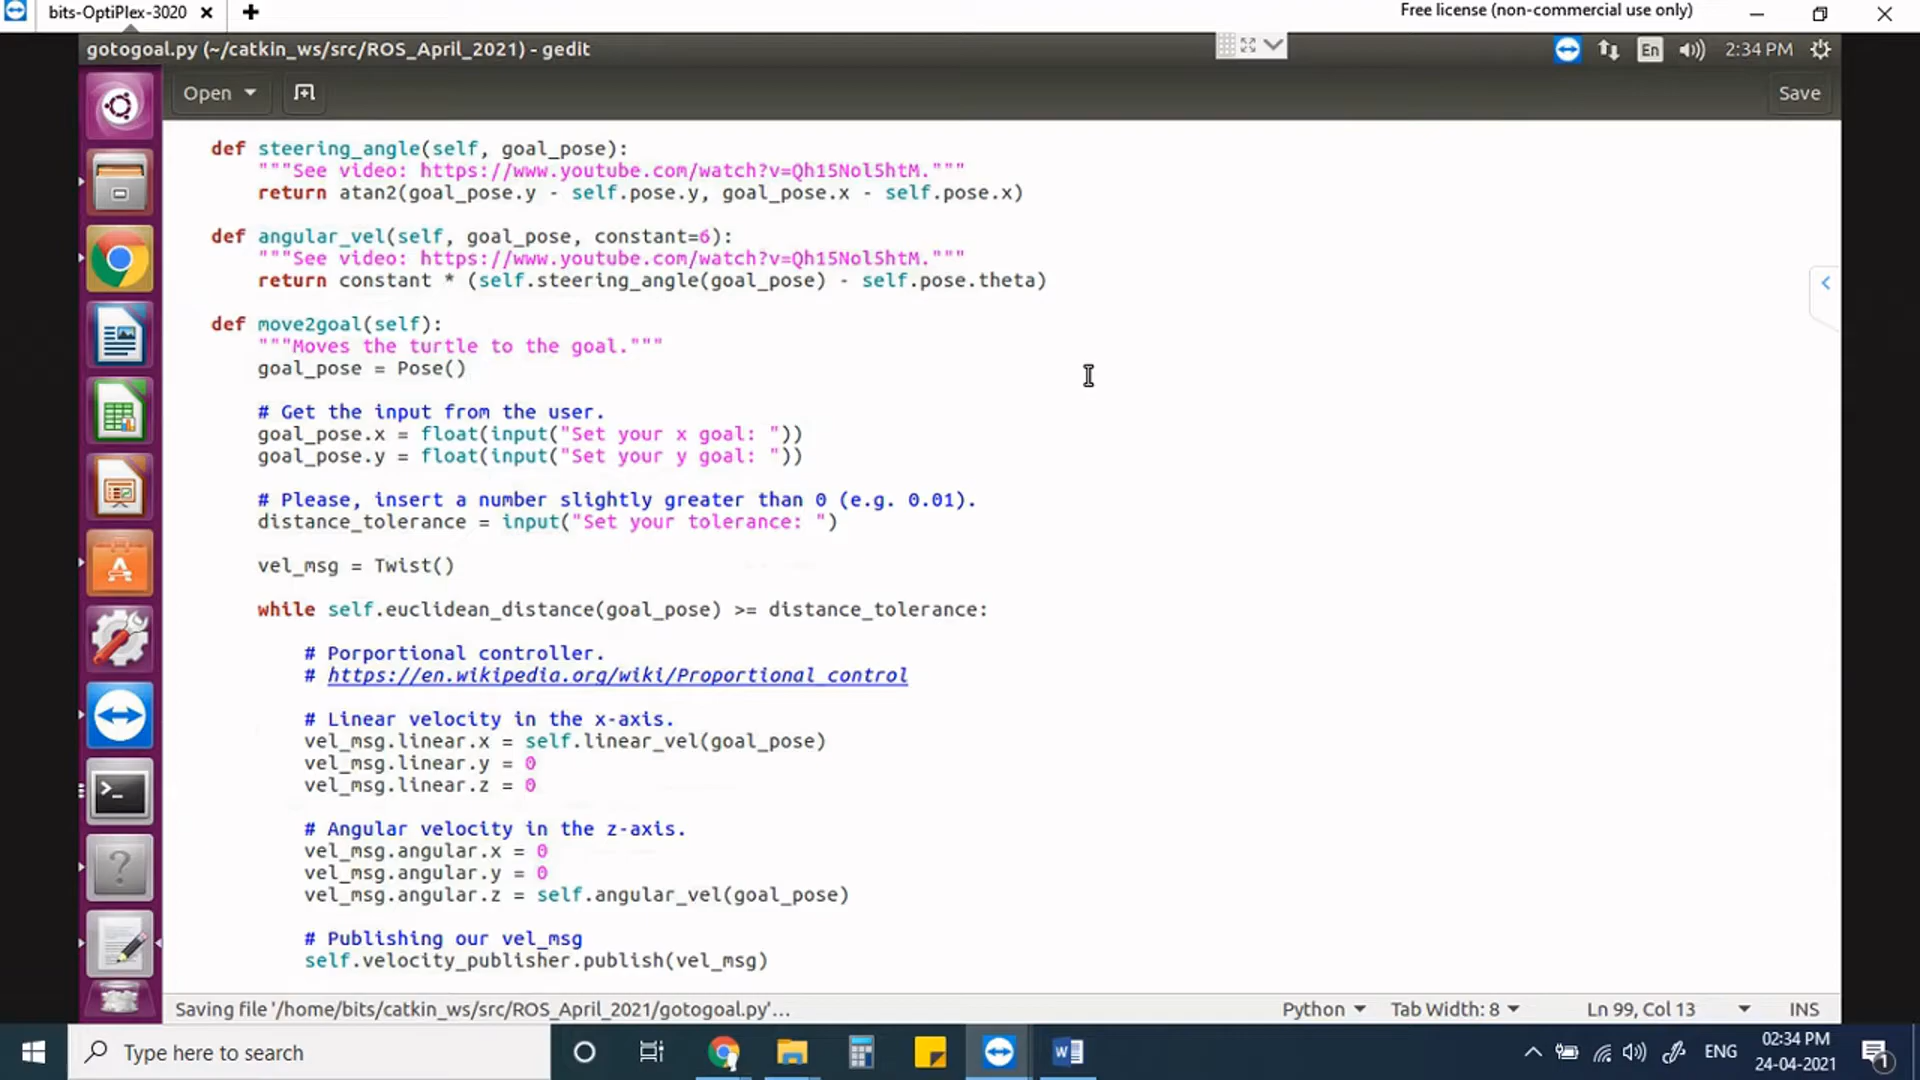 bits-OptiPlex-3020
Free license (non-commercial use only)
gotogoal.py (~/catkin_ws/src/ROS_April_2021) - gedit
En
2:34 PM
Open
Save
def steering_angle(self, goal_pose):
"""See video: https://www.youtube.com/watch?v=Qh15Nol5htM."""
return atan2(goal_pose.y - self.pose.y, goal_pose.x - self.pose.x)
def angular_vel(self, goal_pose, constant=6):
"""See video: https://www.youtube.com/watch?v=Qh15Nol5htM."""
return constant * (self.steering_angle(goal_pose) - self.pose.theta)
def move2goal(self):
"""Moves the turtle to the goal."""
goal_pose = Pose()
# Get the input from the user.
goal_pose.x = float(input("Set your x goal: "))
goal_pose.y = float(input("Set your y goal: "))
# Please, insert a number slightly greater than 0 (e.g. 0.01).
distance_tolerance = input("Set your tolerance: ")
vel_msg = Twist()
while self.euclidean_distance(goal_pose) >= distance_tolerance:
# Porportional controller.
# https://en.wikipedia.org/wiki/Proportional_control
# Linear velocity in the x-axis.
vel_msg.linear.x = self.linear_vel(goal_pose)
vel_msg.linear.y = 0
vel_msg.linear.z = 0
# Angular velocity in the z-axis.
vel_msg.angular.x = 0
vel_msg.angular.y = 0
vel_msg.angular.z = self.angular_vel(goal_pose)
# Publishing our vel_msg
self.velocity_publisher.publish(vel_msg)
Saving file '/home/bits/catkin_ws/src/ROS_April_2021/gotogoal.py'...
Python
Tab Width: 8
Ln 99, Col 13
INS
Type here to search
ENG
02:34 PM
24-04-2021
1